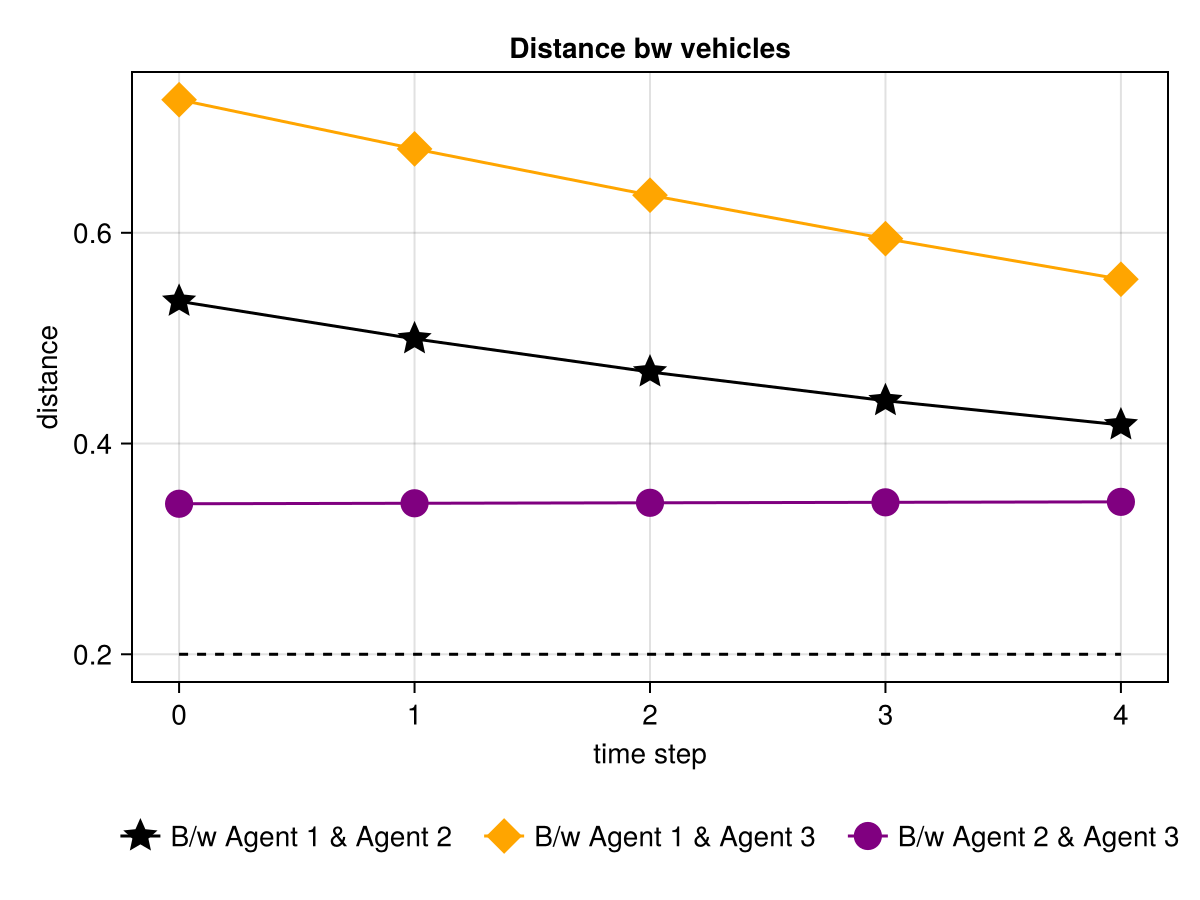 Distance bw vehicles
distance
0.6
0.4
0.2
0 1 2 3 4
time step
B/w Agent 1 & Agent 2 B/w Agent 1 & Agent 3 B/w Agent 2 & Agent 3